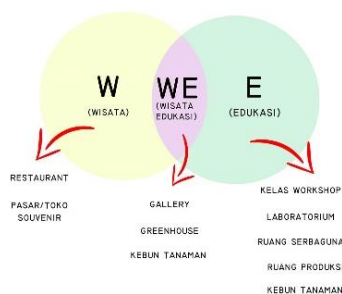 W
(WISATA)
WE
(WISATA
EDUKASI)
E
(EDUKASI)
RESTAURANT
PASAR/TOKO
SOUVENIR
GALLERY
GREENHOUSE
KEBUN TANAMAN
KELAS WORKSHOP
LABORATORIUM
RUANG SERBAGUNA
RUANG PRODUKS
KEBUN TANAMAN